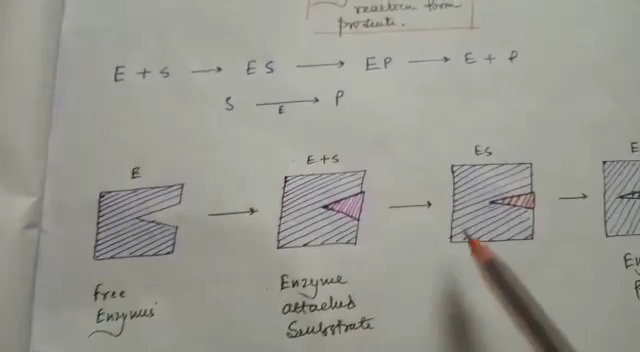 reaction form
products.
E + S → ES → EP → E + P
S E→ P
E
E+S
ES
E
free
Enzymes
Enzyme
attached
Substrate